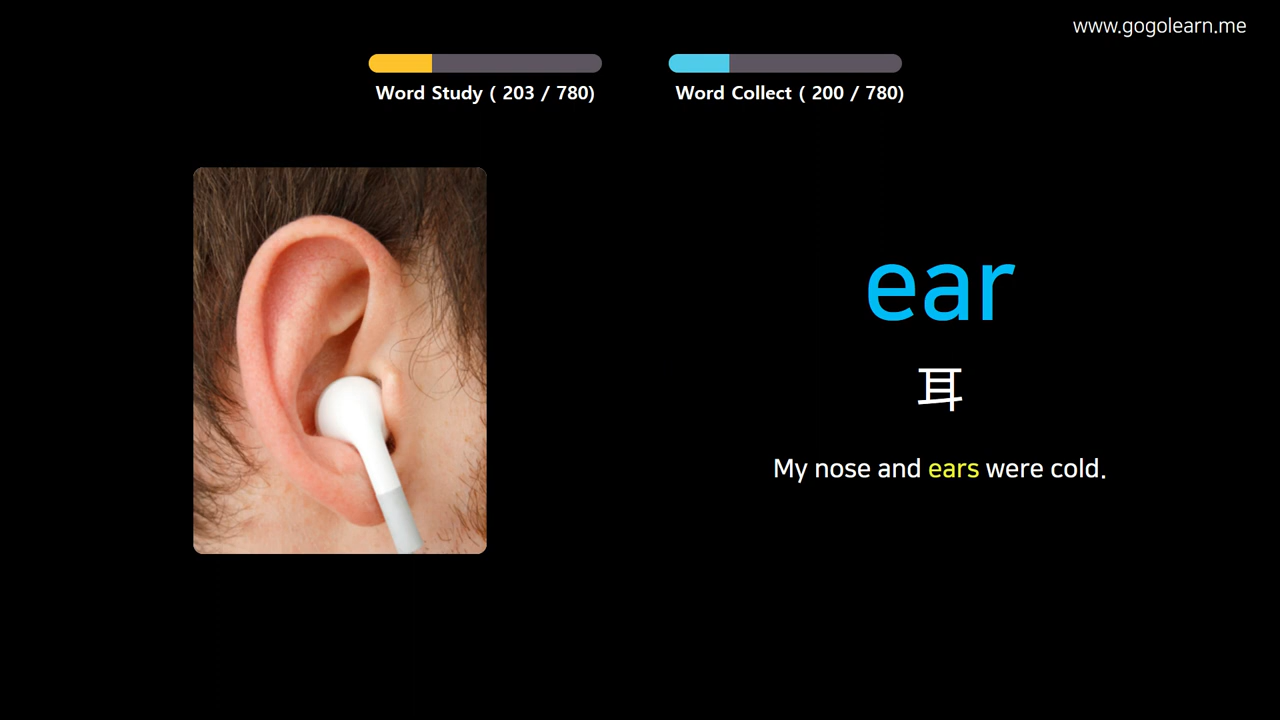 www.gogolearn.me
Word Study ( 203 / 780)
Word Collect ( 200 / 780)
ear
耳
My nose and ears were cold.